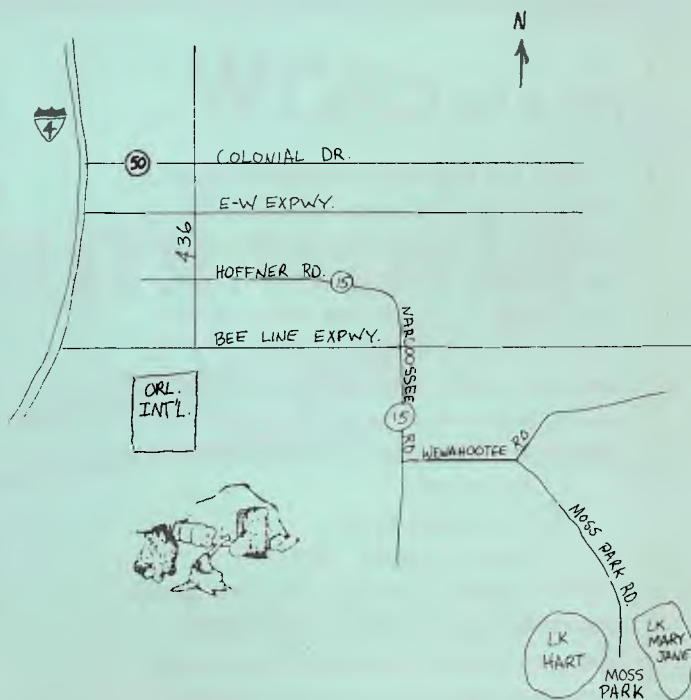 N
4
50
COLONIAL DR.
E-W EXPWY.
436
HOFFNER RD.
15
NARCOOSSEE RD
BEE LINE EXPWY.
ORL.
INT'L.
15
WEWAHOOTEE RD
MOSS PARK RD.
LK
HART
LK
MARY
JANE
MOSS
PARK